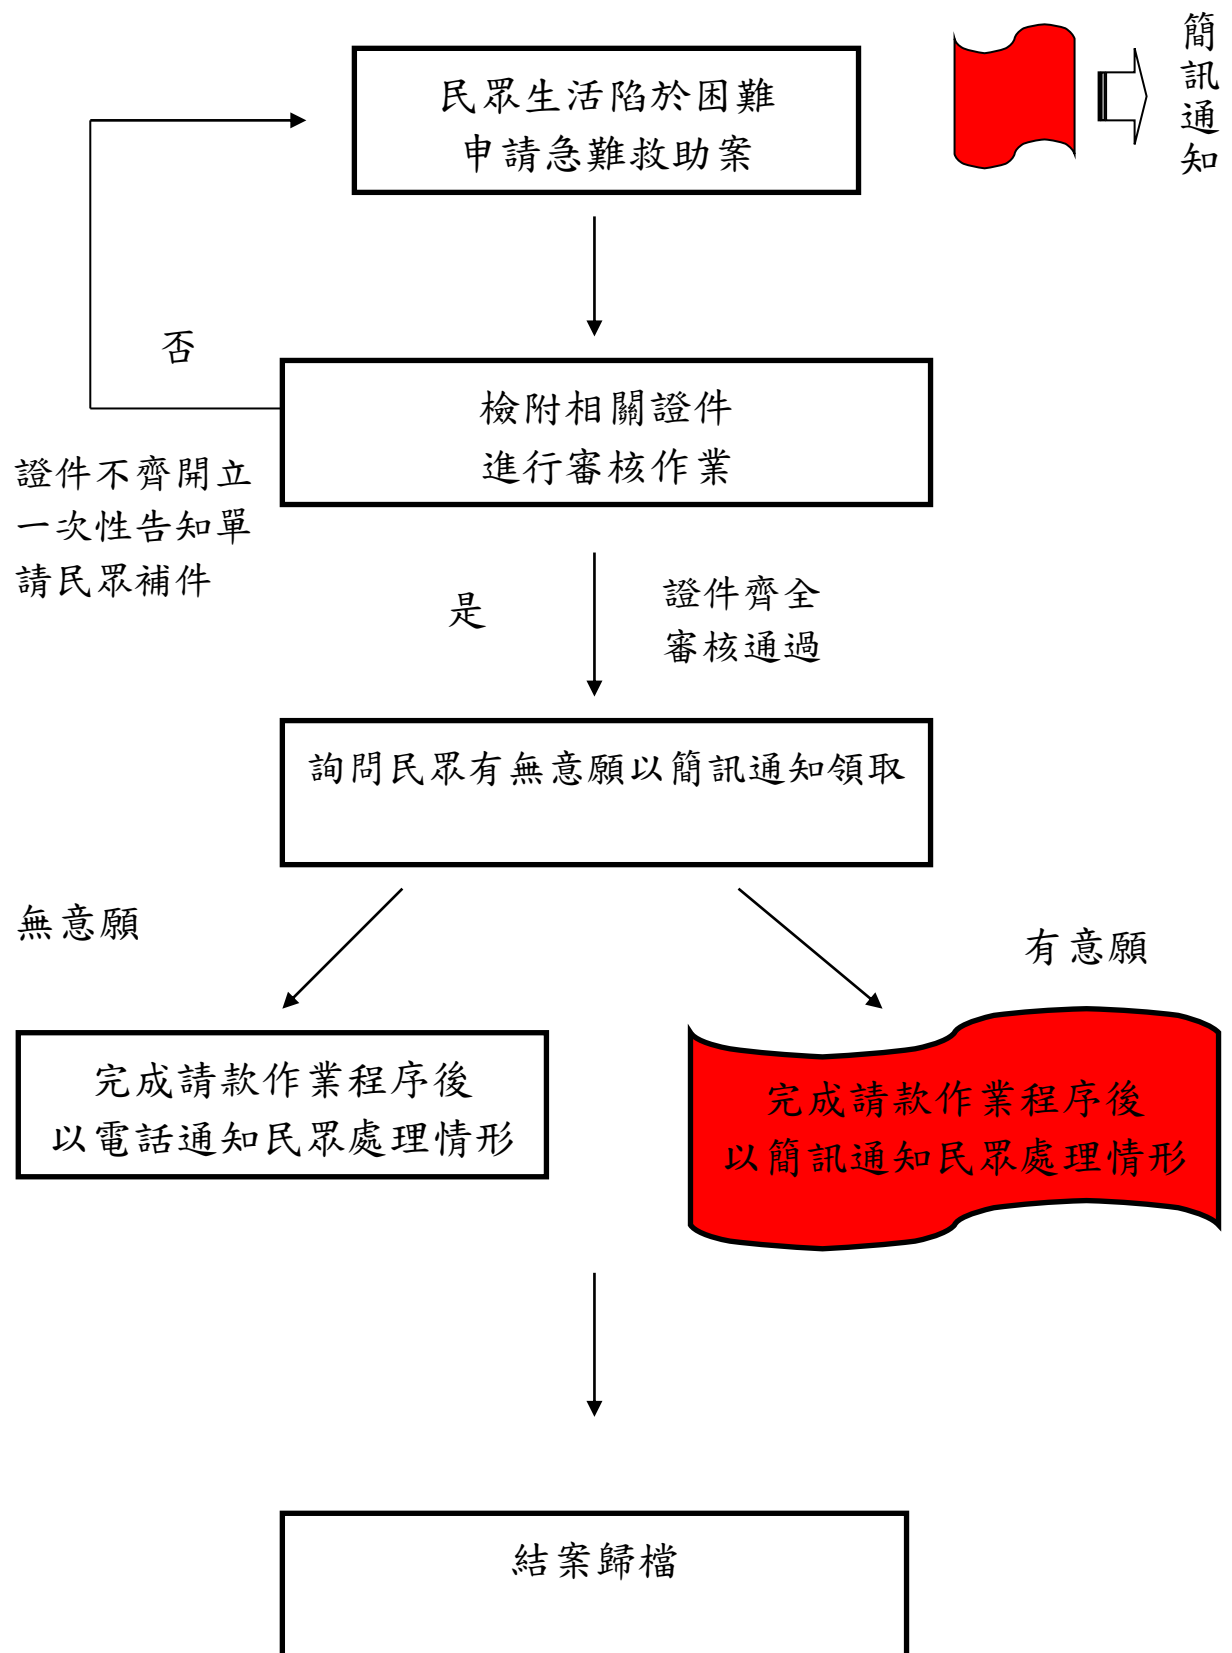 簡訊通知
民眾生活陷於困難
申請急難救助案
否
檢附相關證件
進行審核作業
證件不齊開立
一次性告知單
請民眾補件
是
證件齊全
審核通過
詢問民眾有無意願以簡訊通知領取
無意願
有意願
完成請款作業程序後
以電話通知民眾處理情形
完成請款作業程序後
以簡訊通知民眾處理情形
結案歸檔